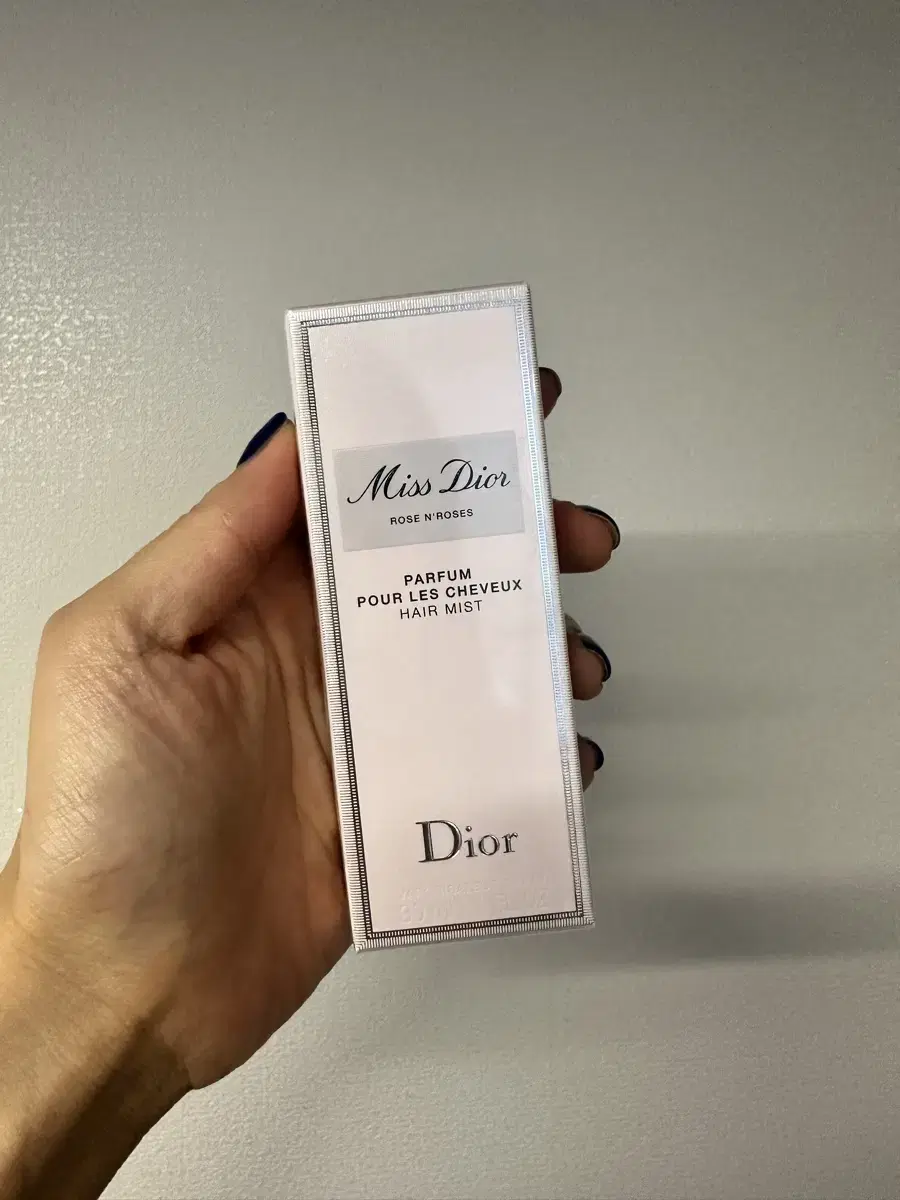 Miss Dior
ROSE N'ROSES
PARFUM
POUR LES CHEVEUX
HAIR MIST
Dior